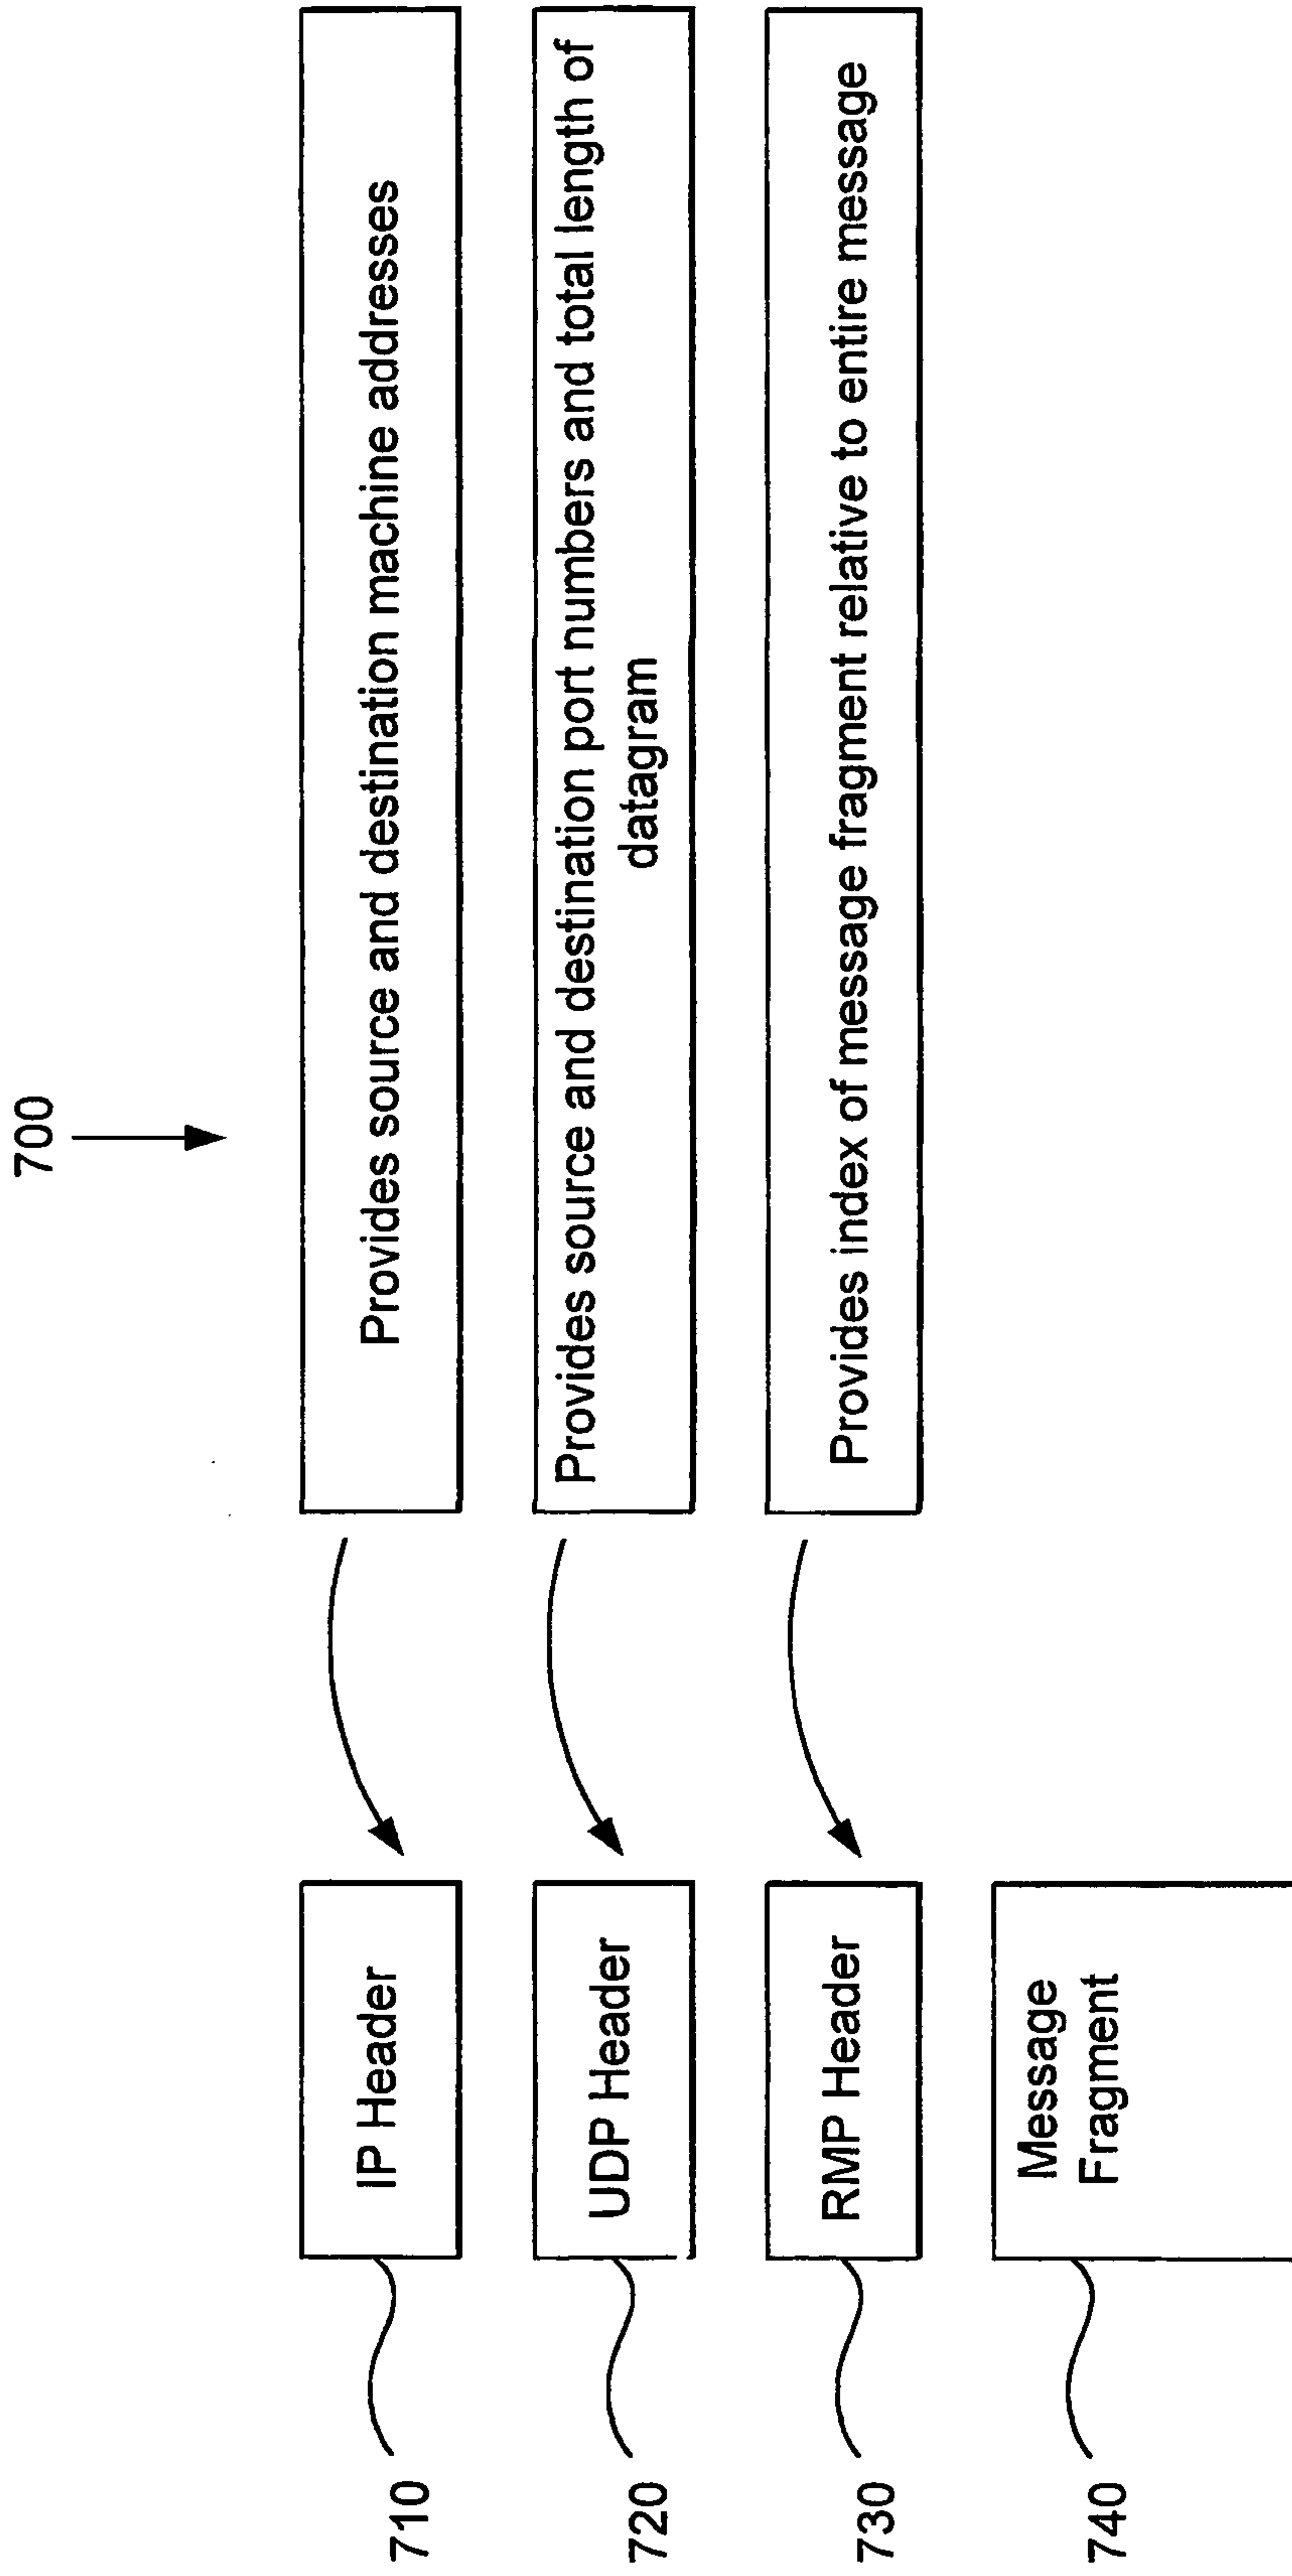 700
710
IP Header
Provides source and destination machine addresses
720
UDP Header
Provides source and destination port numbers and total length of
datagram
730
RMP Header
Provides index of message fragment relative to entire message
740
Message
Fragment